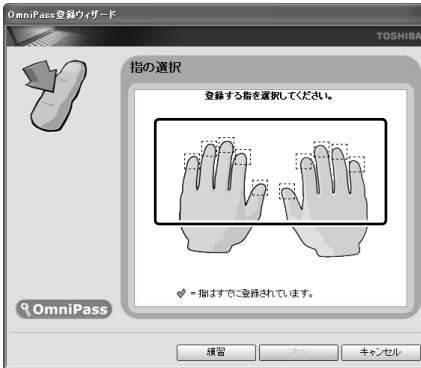 OmniPass登録ウィザード
TOSHIBA
指の選択
登録する指を選択してください。
= 指はすでに登録されています。
OmniPass
練習
次へ
キャンセル